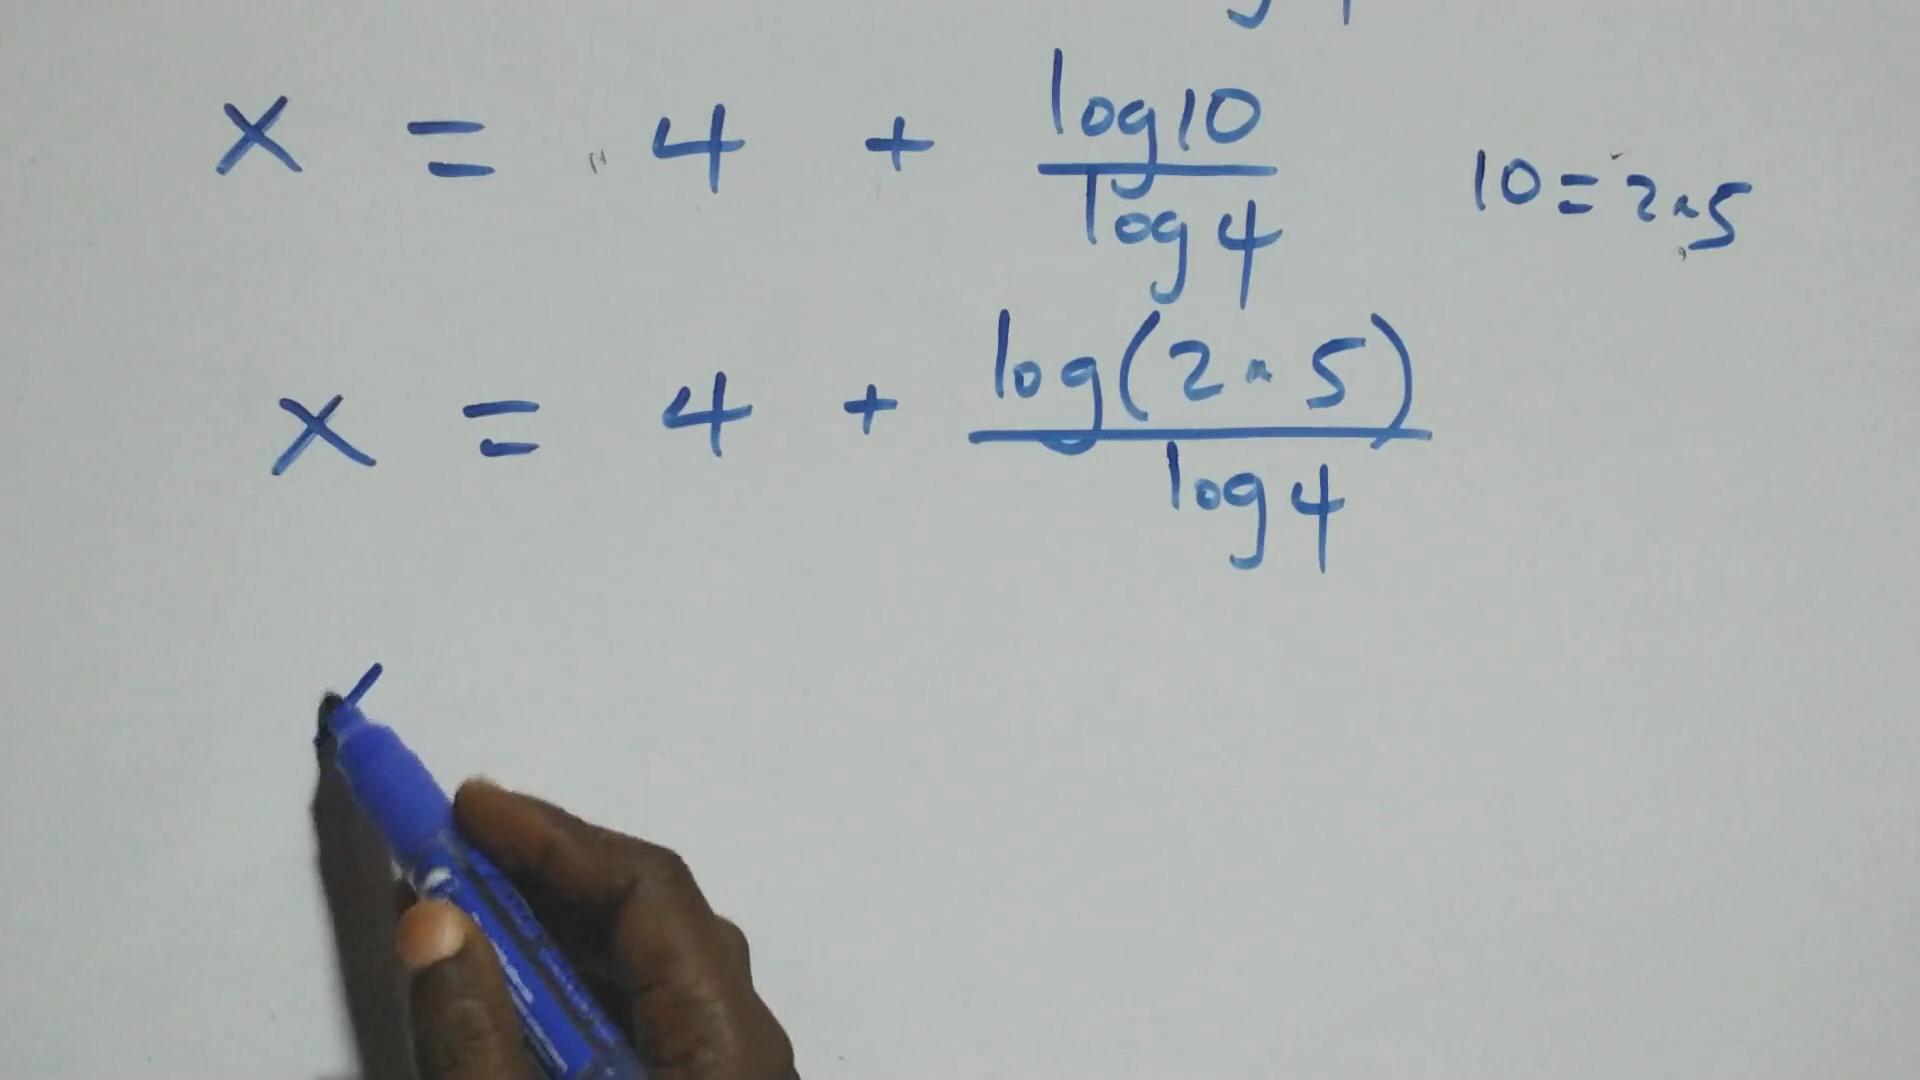 x = 4 + log10/log4
10 = 2×5
x = 4 + log(2×5)/log4